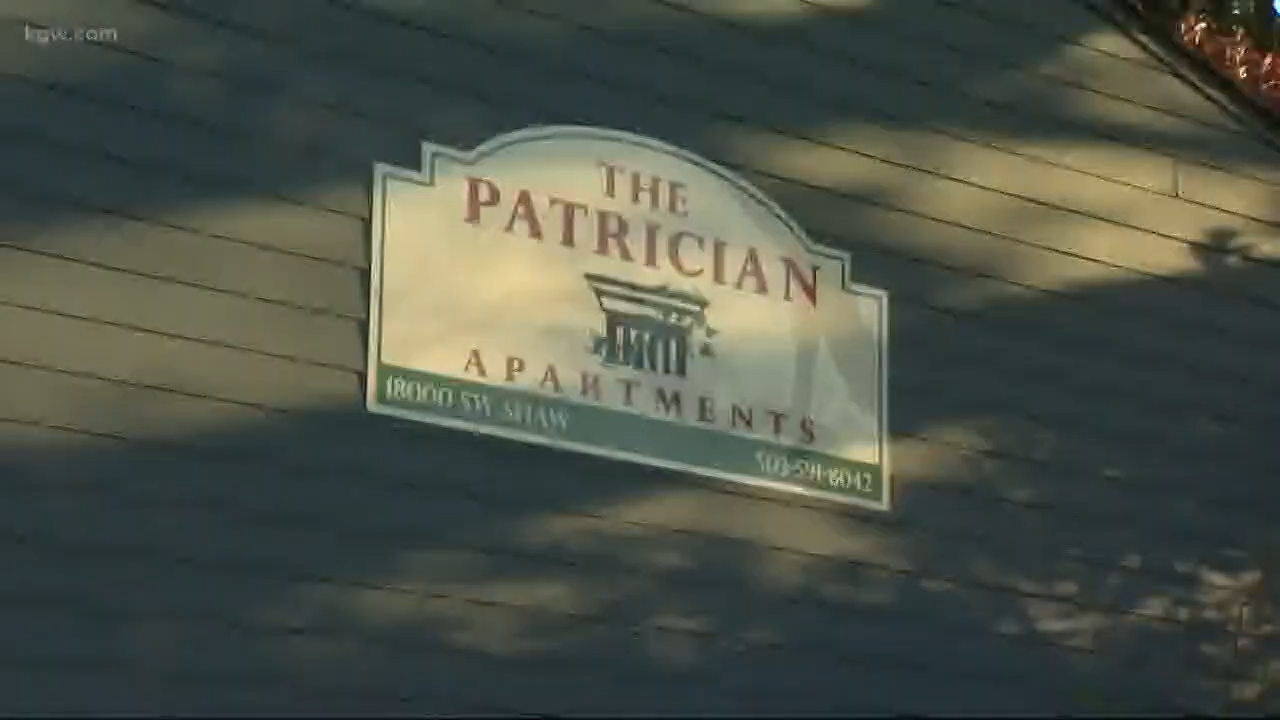 kgw.com
THE
PATRICIAN
APARTMENTS
18000 SW SHAW
503-591-8042